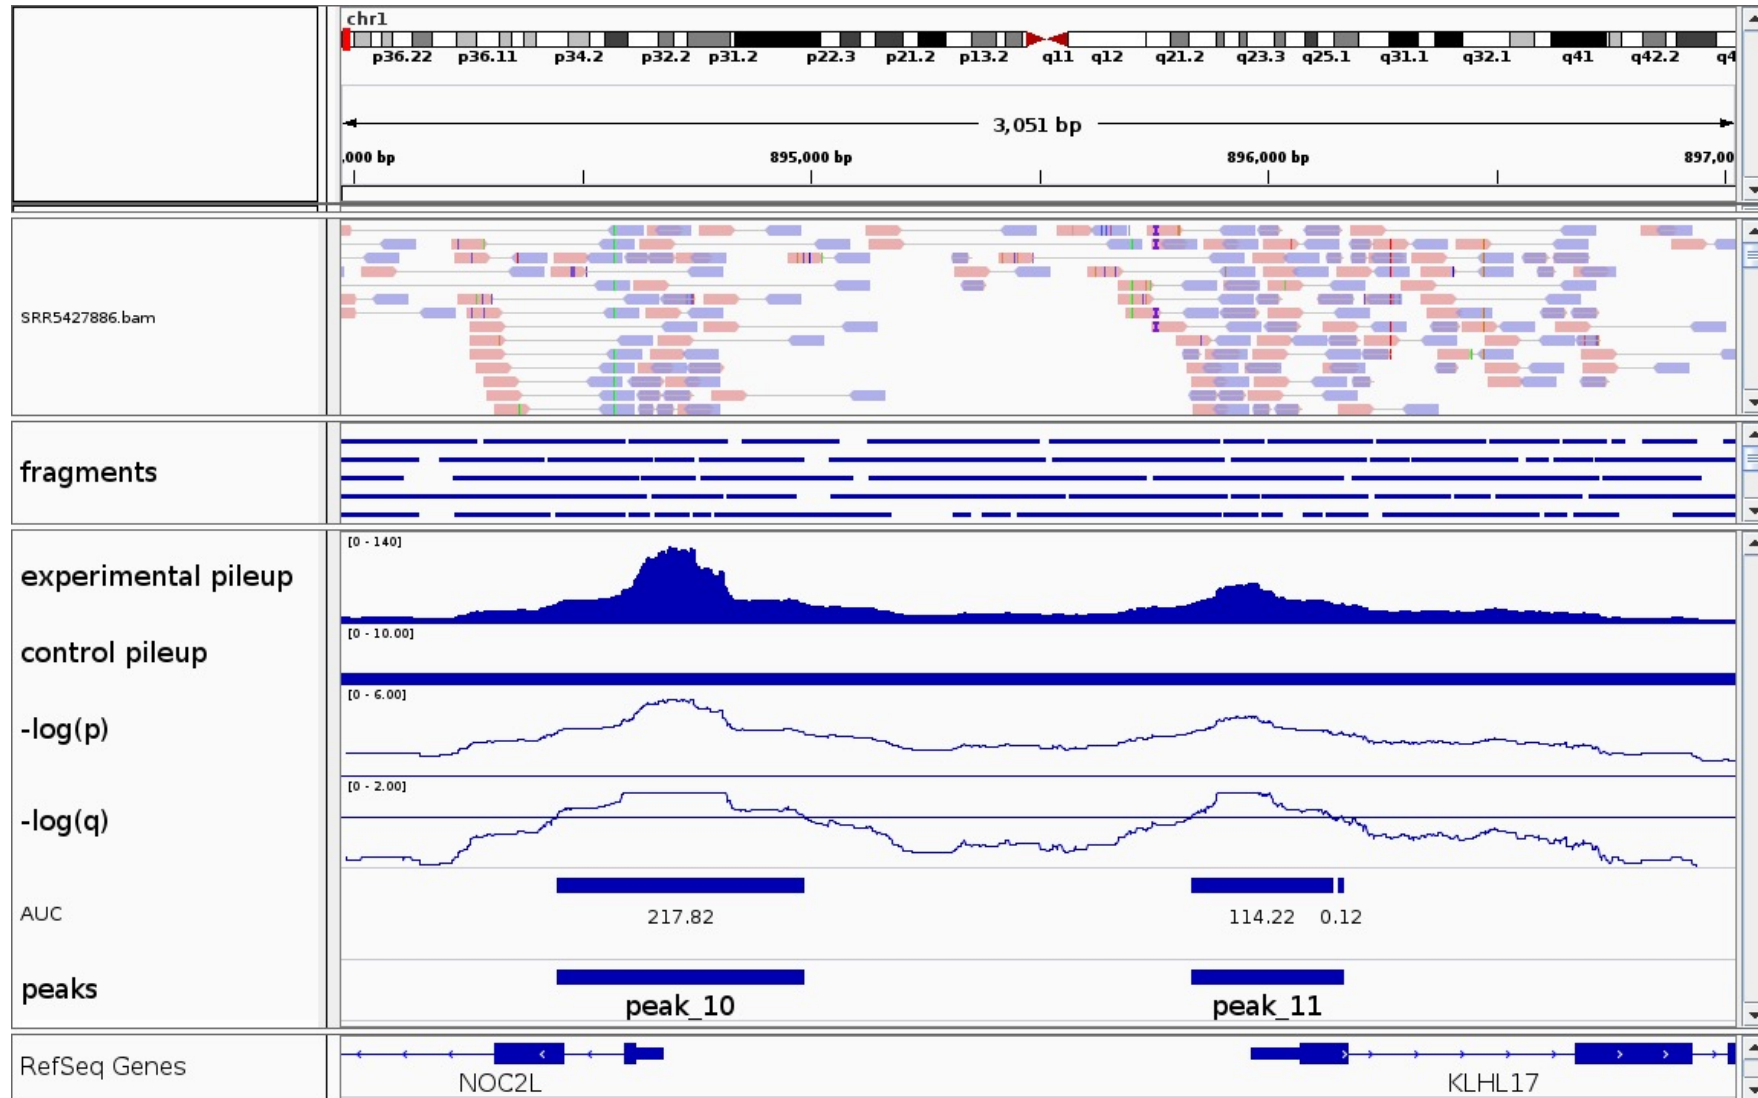 chr1
p36.22 p36.11 p34.2 p32.2 p31.2 p22.3 p21.2 p13.2 q11 q12 q21.2 q23.3 q25.1 q31.1 q32.1 q41 q42.2 q4
3,051 bp
,000 bp 895,000 bp 896,000 bp 897,00
SRR5427886.bam
fragments
[0 - 140]
experimental pileup
[0 - 10.00]
control pileup
[0 - 6.00]
-log(p)
[0 - 2.00]
-log(q)
AUC 217.82 114.22 0.12
peaks
peak_10 peak_11
RefSeq Genes
NOC2L KLHL17